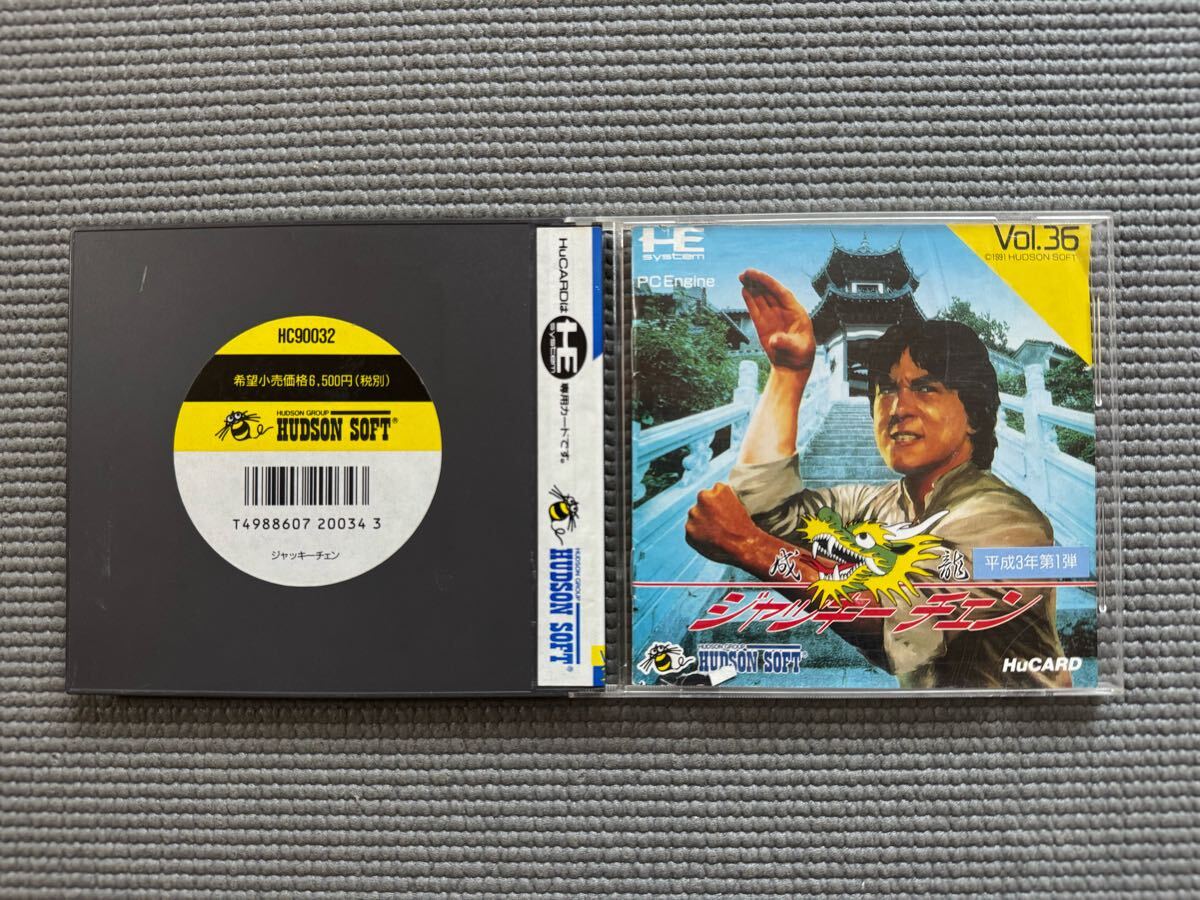 HC90032
希望小売価格6,500円(税別)
HUDSON GROUP
HUDSON SOFT®
T4988607 20034 3
ジャッキーチェン
HuCARDは
HE
system
専用カードです。
HUDSON GROUP
HUDSON SOFT®
HE
system
PC Engine
Vol.36
©1991 HUDSON SOFT
成 龍
平成3年第1弾
ジャッキー チェン
HUDSON GROUP
HUDSON SOFT
HuCARD